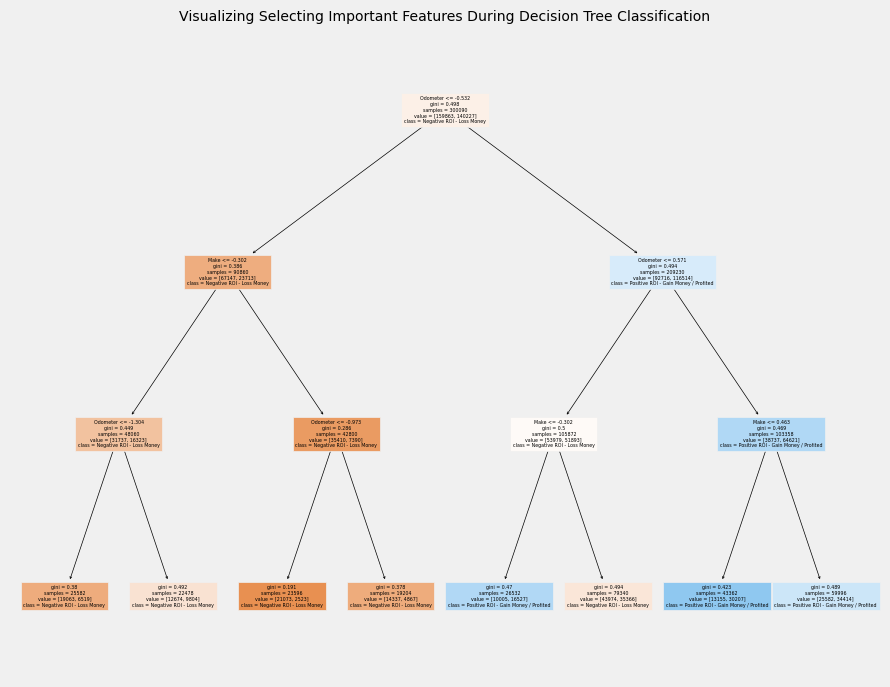 Visualizing Selecting Important Features During Decision Tree Classification
Odometer <= -0.532
gini = 0.498
samples = 300090
value = [159863, 140227]
class = Negative ROI - Loss Money
Make <= -0.302
gini = 0.386
samples = 90860
value = [67147, 23713]
class = Negative ROI - Loss Money
Odometer <= 0.571
gini = 0.494
samples = 209230
value = [92716, 116514]
class = Positive ROI - Gain Money / Profited
Odometer <= -1.304
gini = 0.449
samples = 48060
value = [31737, 16323]
class = Negative ROI - Loss Money
Odometer <= -0.973
gini = 0.286
samples = 42800
value = [35410, 7390]
class = Negative ROI - Loss Money
Make <= -0.302
gini = 0.5
samples = 105872
value = [53979, 51893]
class = Negative ROI - Loss Money
Make <= 0.463
gini = 0.469
samples = 103358
value = [38737, 64621]
class = Positive ROI - Gain Money / Profited
gini = 0.38
samples = 25582
value = [19063, 6519]
class = Negative ROI - Loss Money
gini = 0.492
samples = 22478
value = [12674, 9804]
class = Negative ROI - Loss Money
gini = 0.191
samples = 23596
value = [21073, 2523]
class = Negative ROI - Loss Money
gini = 0.378
samples = 19204
value = [14337, 4867]
class = Negative ROI - Loss Money
gini = 0.47
samples = 26532
value = [10005, 16527]
class = Positive ROI - Gain Money / Profited
gini = 0.494
samples = 79340
value = [43974, 35366]
class = Negative ROI - Loss Money
gini = 0.423
samples = 43362
value = [13155, 30207]
class = Positive ROI - Gain Money / Profited
gini = 0.489
samples = 59996
value = [25582, 34414]
class = Positive ROI - Gain Money / Profited